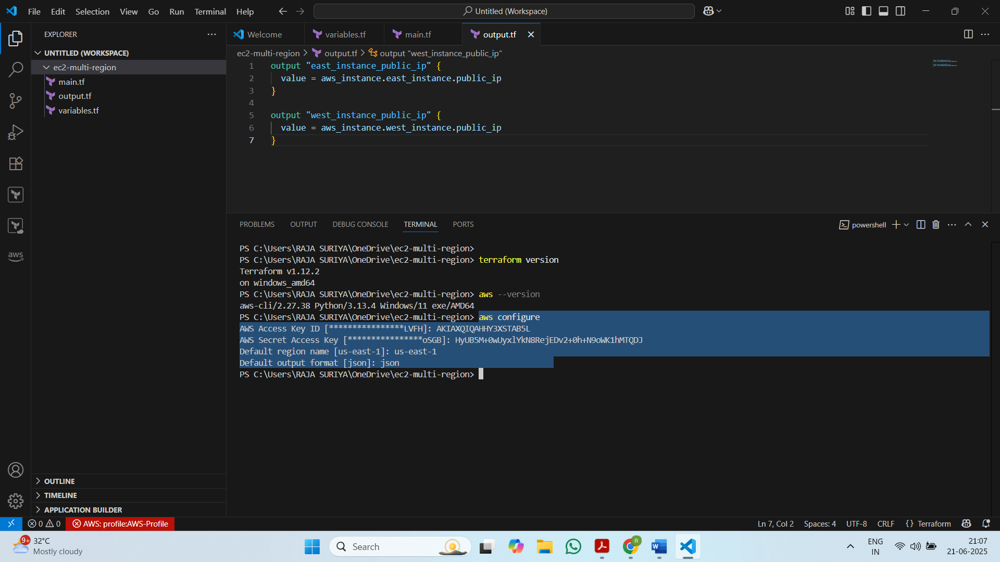 File Edit Selection View Go Run Terminal Help
Untitled (Workspace)
EXPLORER
UNTITLED (WORKSPACE)
ec2-multi-region
main.tf
output.tf
variables.tf
OUTLINE
TIMELINE
APPLICATION BUILDER
aws
Welcome variables.tf main.tf output.tf
ec2-multi-region > output.tf > output "west_instance_public_ip"
1 output "east_instance_public_ip" {
2 value = aws_instance.east_instance.public_ip
3 }
4
5 output "west_instance_public_ip" {
6 value = aws_instance.west_instance.public_ip
7 }
PROBLEMS OUTPUT DEBUG CONSOLE TERMINAL PORTS
powershell
PS C:\Users\RAJA SURIYA\OneDrive\ec2-multi-region>
PS C:\Users\RAJA SURIYA\OneDrive\ec2-multi-region> terraform version
Terraform v1.12.2
on windows_amd64
PS C:\Users\RAJA SURIYA\OneDrive\ec2-multi-region> aws --version
aws-cli/2.27.38 Python/3.13.4 Windows/11 exe/AMD64
PS C:\Users\RAJA SURIYA\OneDrive\ec2-multi-region> aws configure
AWS Access Key ID [****************LVFH]: AKIAXQIQAHHY3XSTAB5L
AWS Secret Access Key [****************oSGB]: 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
Default region name [us-east-1]: us-east-1
Default output format [json]: json
PS C:\Users\RAJA SURIYA\OneDrive\ec2-multi-region>
0 0 AWS: profile:AWS-Profile
Ln 7, Col 2 Spaces: 4 UTF-8 CRLF {} Terraform
9+ 32°C
Mostly cloudy
Search
R
ENG
IN
21:07
21-06-2025